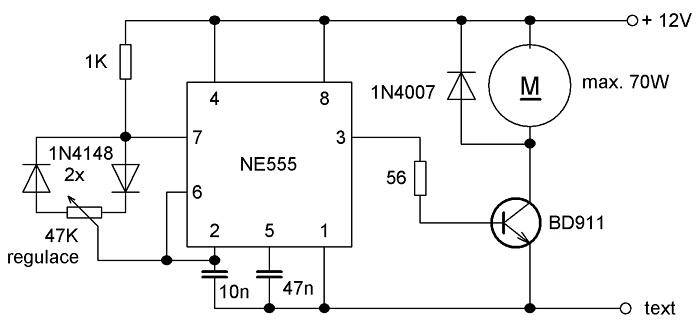 + 12V
1K
4
8
1N4007
M
max. 70W
7
3
1N4148
2x
NE555
56
6
47K
regulace
2
5
1
BD911
10n
47n
text